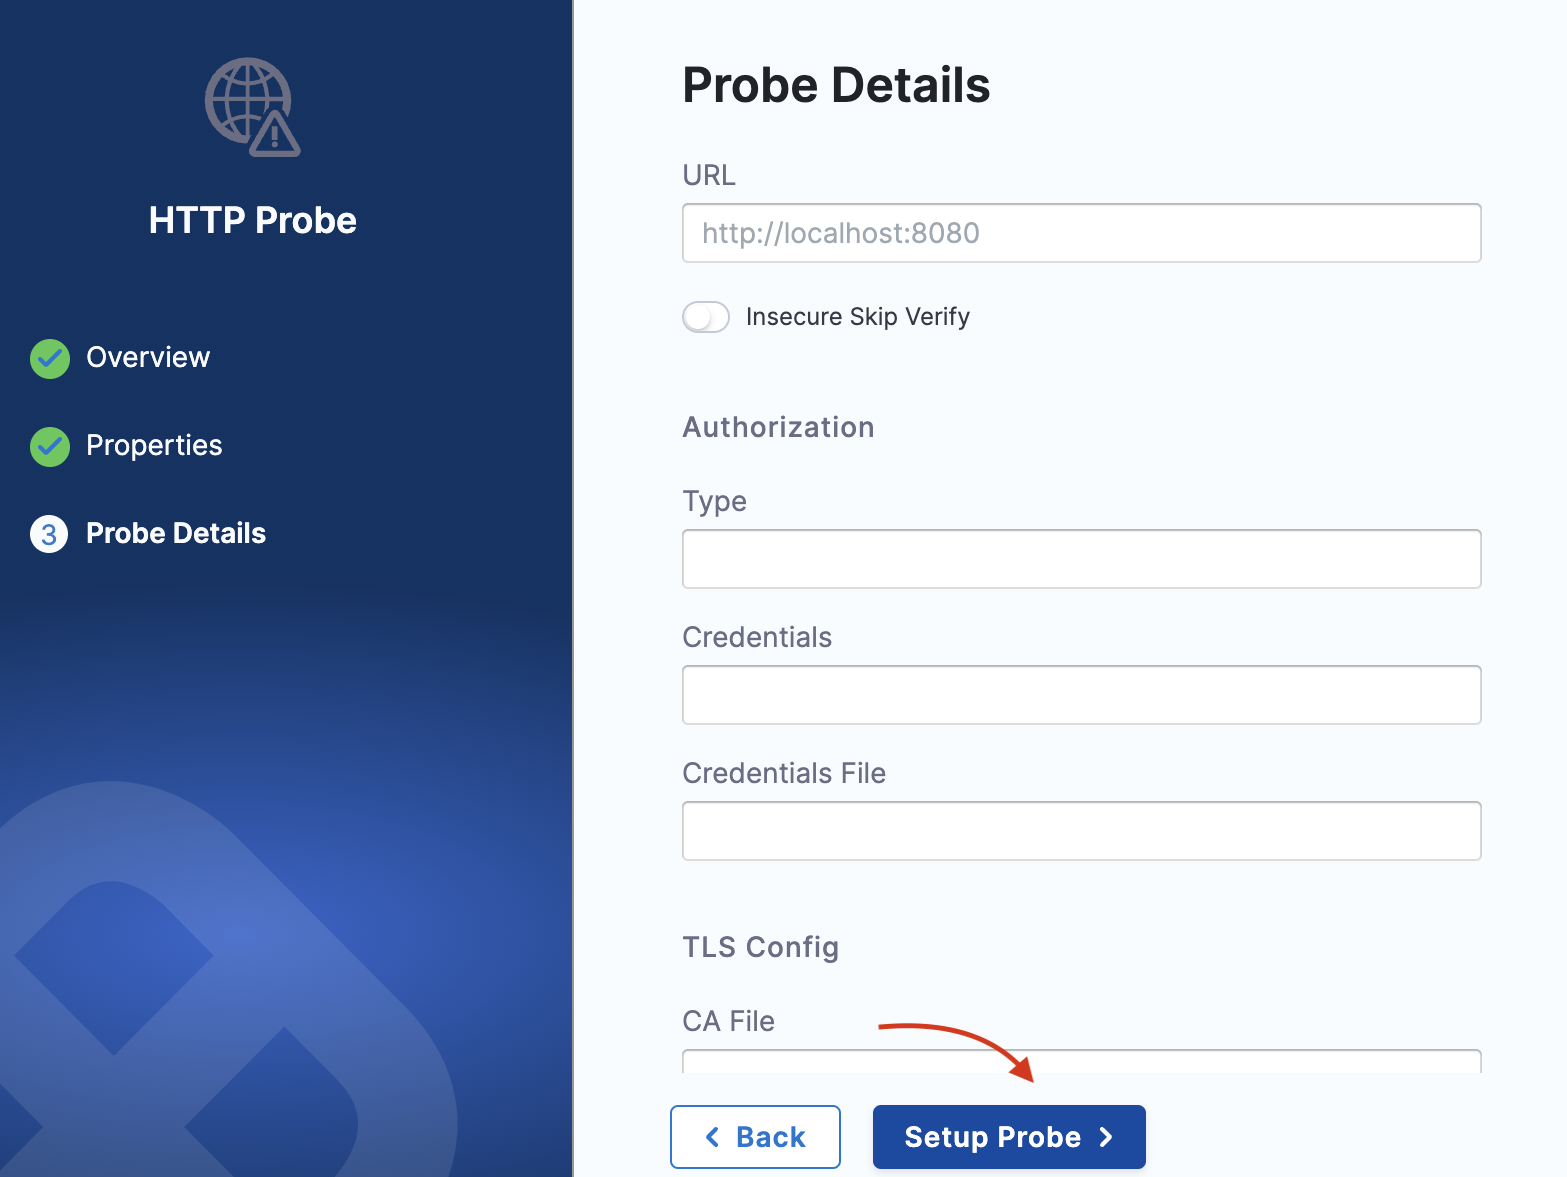 HTTP Probe
Overview
Properties
3 Probe Details
Probe Details
URL
http://localhost:8080
Insecure Skip Verify
Authorization
Type
Credentials
Credentials File
TLS Config
CA File
Back
Setup Probe